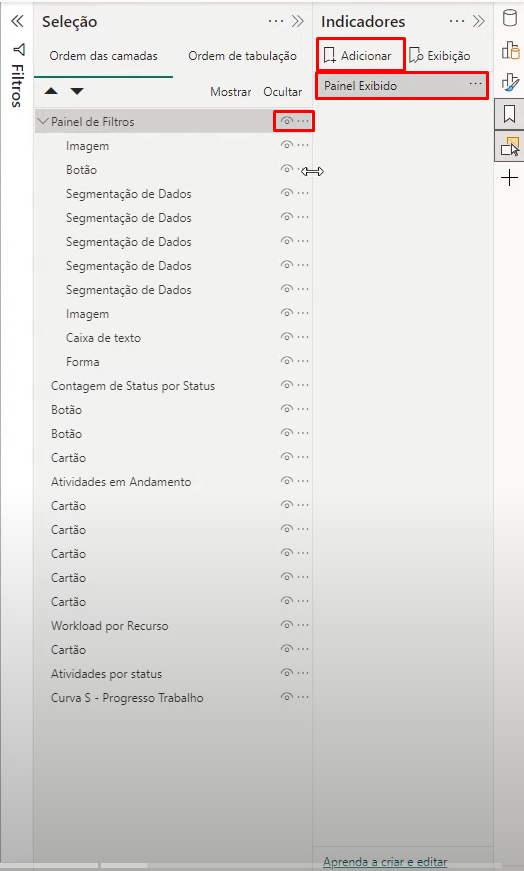 Filtros
Seleção
Ordem das camadas
Ordem de tabulação
Mostrar
Ocultar
Painel de Filtros
Imagem
Botão
Segmentação de Dados
Segmentação de Dados
Segmentação de Dados
Segmentação de Dados
Segmentação de Dados
Imagem
Caixa de texto
Forma
Contagem de Status por Status
Botão
Botão
Cartão
Atividades em Andamento
Cartão
Cartão
Cartão
Cartão
Cartão
Workload por Recurso
Cartão
Atividades por status
Curva S - Progresso Trabalho
Indicadores
Adicionar
Exibição
Painel Exibido
Aprenda a criar e editar